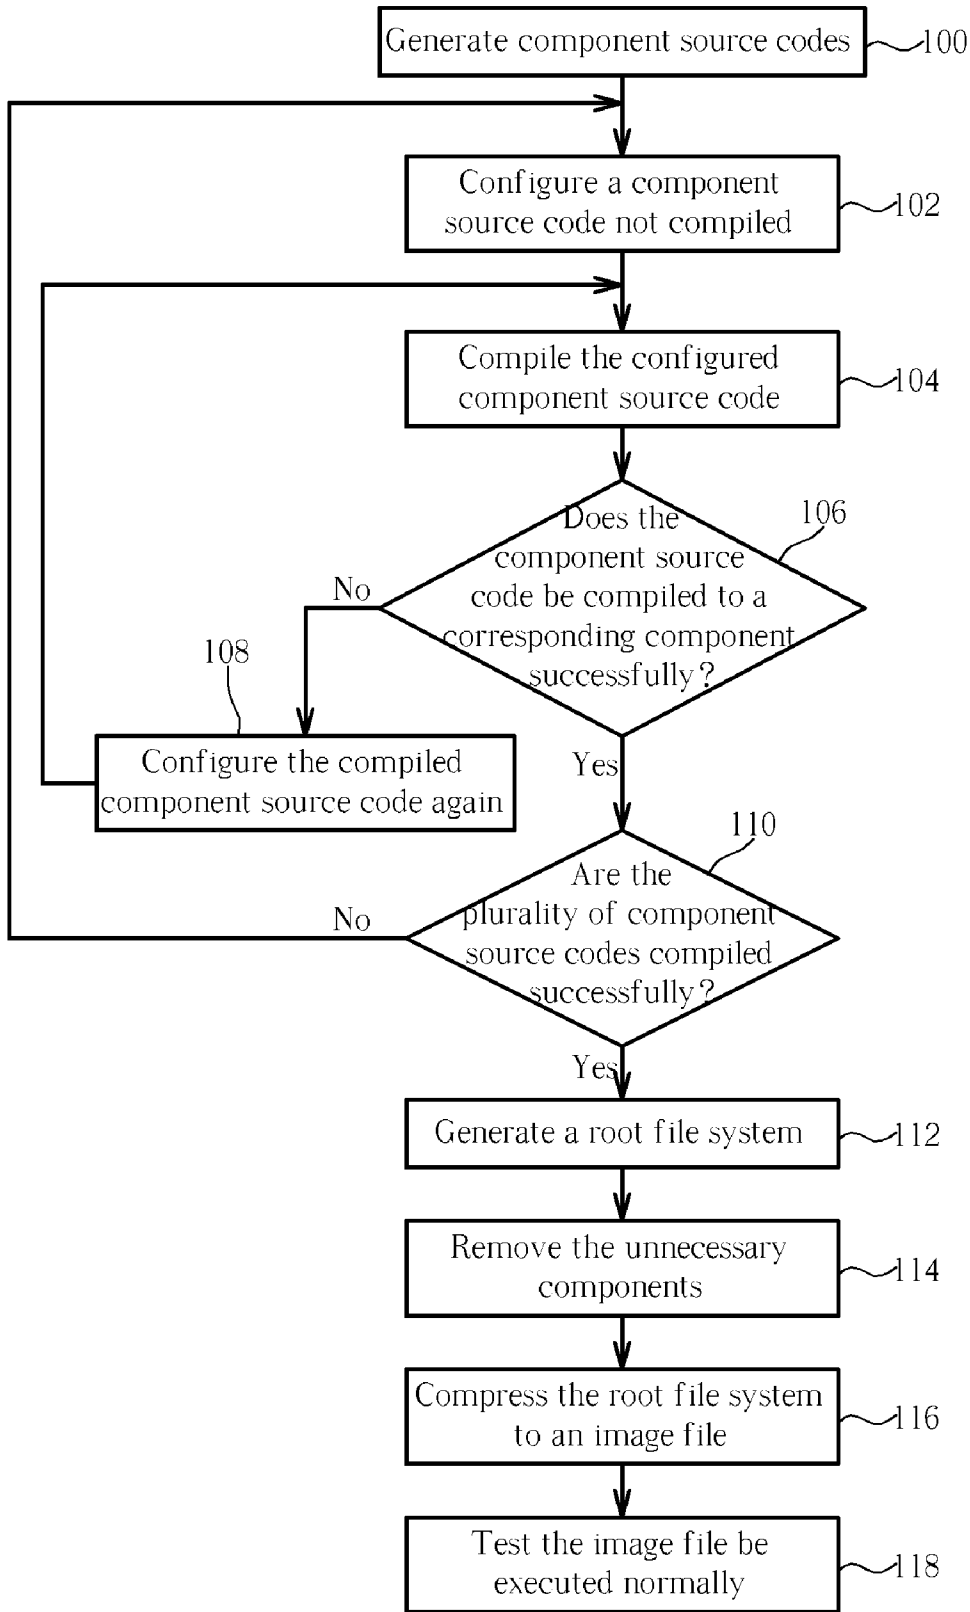 Generate component source codes
100
Configure a component
source code not compiled
102
Compile the configured
component source code
104
Does the
component source
code be compiled to a
corresponding component
successfully?
106
No
108
Configure the compiled
component source code again
Yes
110
Are the
plurality of component
source codes compiled
successfully?
No
Yes
Generate a root file system
112
Remove the unnecessary
components
114
Compress the root file system
to an image file
116
Test the image file be
executed normally
118